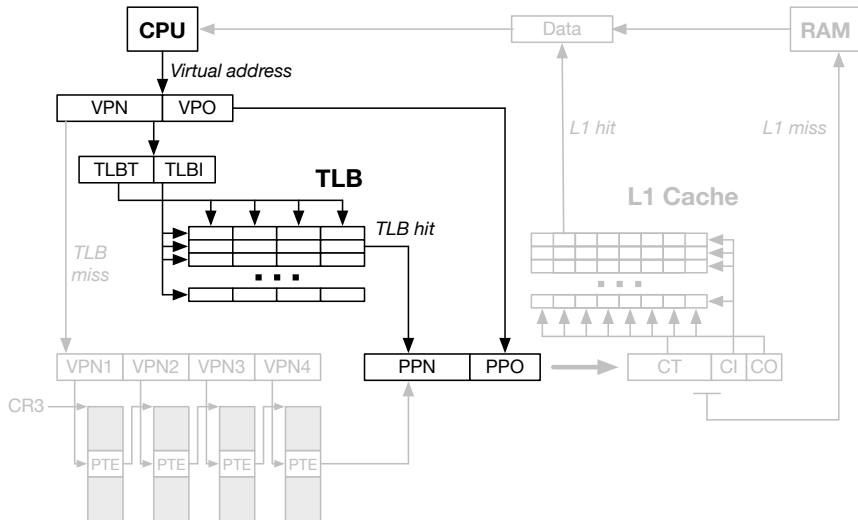 CPU
Data
RAM
Virtual address
VPN VPO
L1 hit
L1 miss
TLBT TLBI
TLB
L1 Cache
TLB hit
TLB
miss
VPN1 VPN2 VPN3 VPN4
PPN PPO
CT CI CO
CR3
PTE PTE PTE PTE